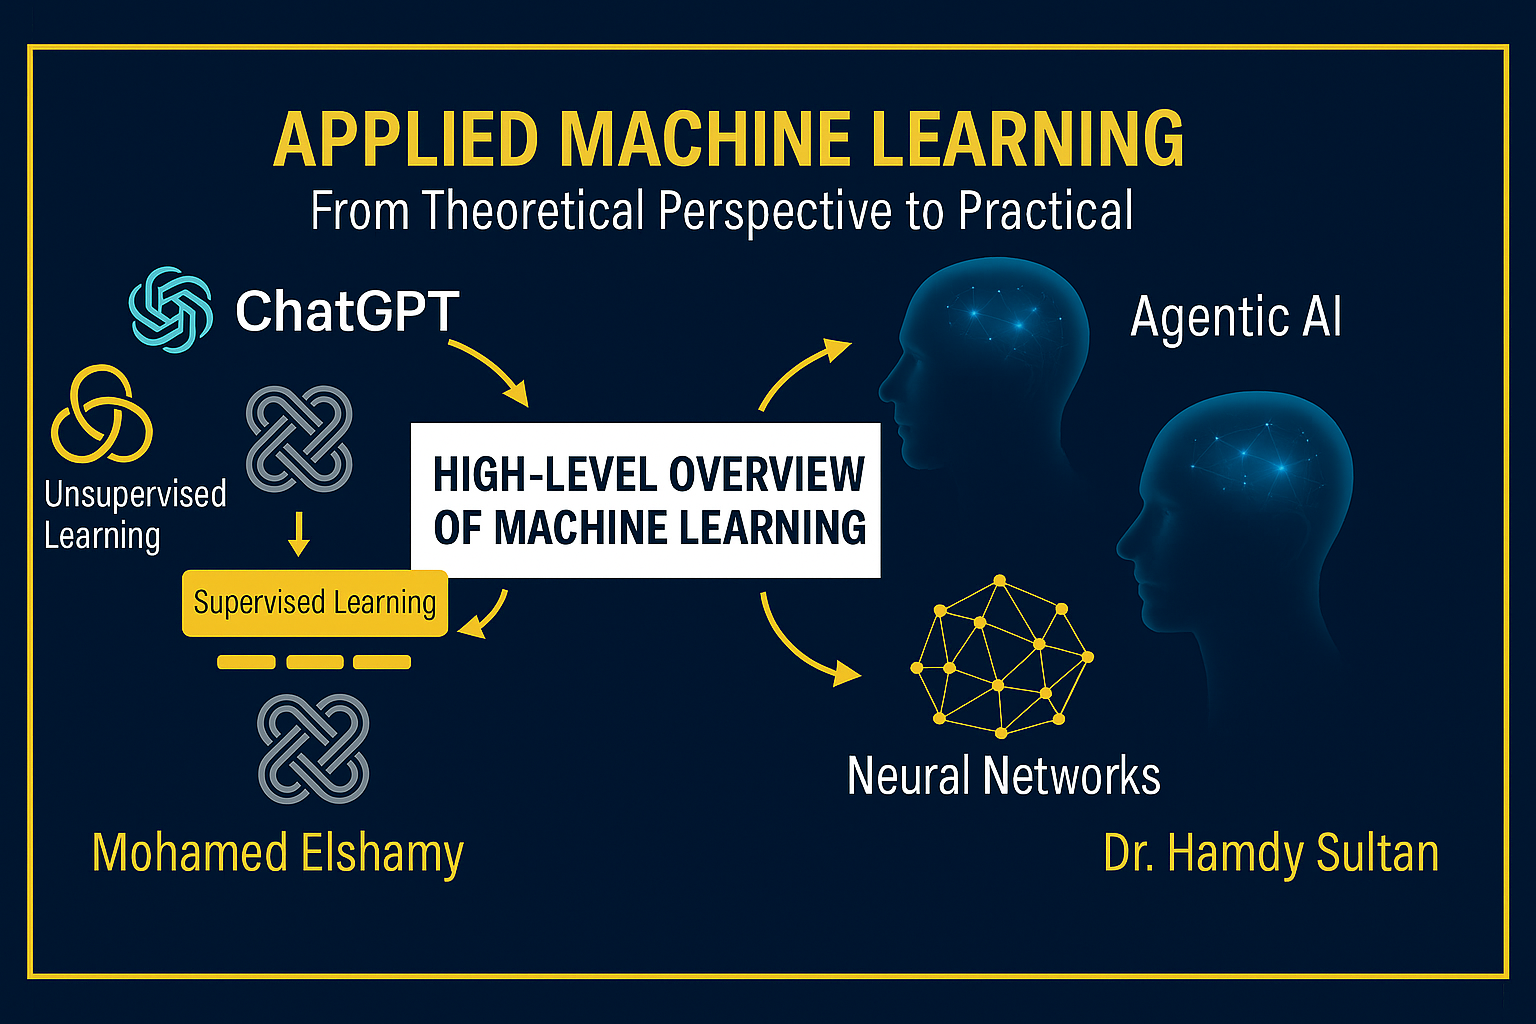 APPLIED MACHINE LEARNING
From Theoretical Perspective to Practical
ChatGPT
Agentic AI
Unsupervised
Learning
HIGH-LEVEL OVERVIEW
OF MACHINE LEARNING
Supervised Learning
Neural Networks
Mohamed Elshamy
Dr. Hamdy Sultan